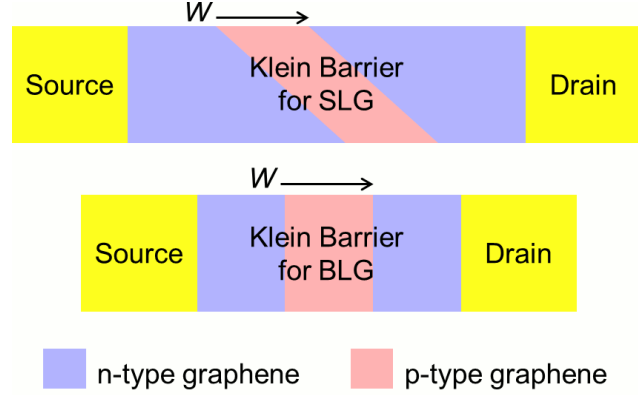 W
Source
Klein Barrier
for SLG
Drain
W
Source
Klein Barrier
for BLG
Drain
n-type graphene
p-type graphene